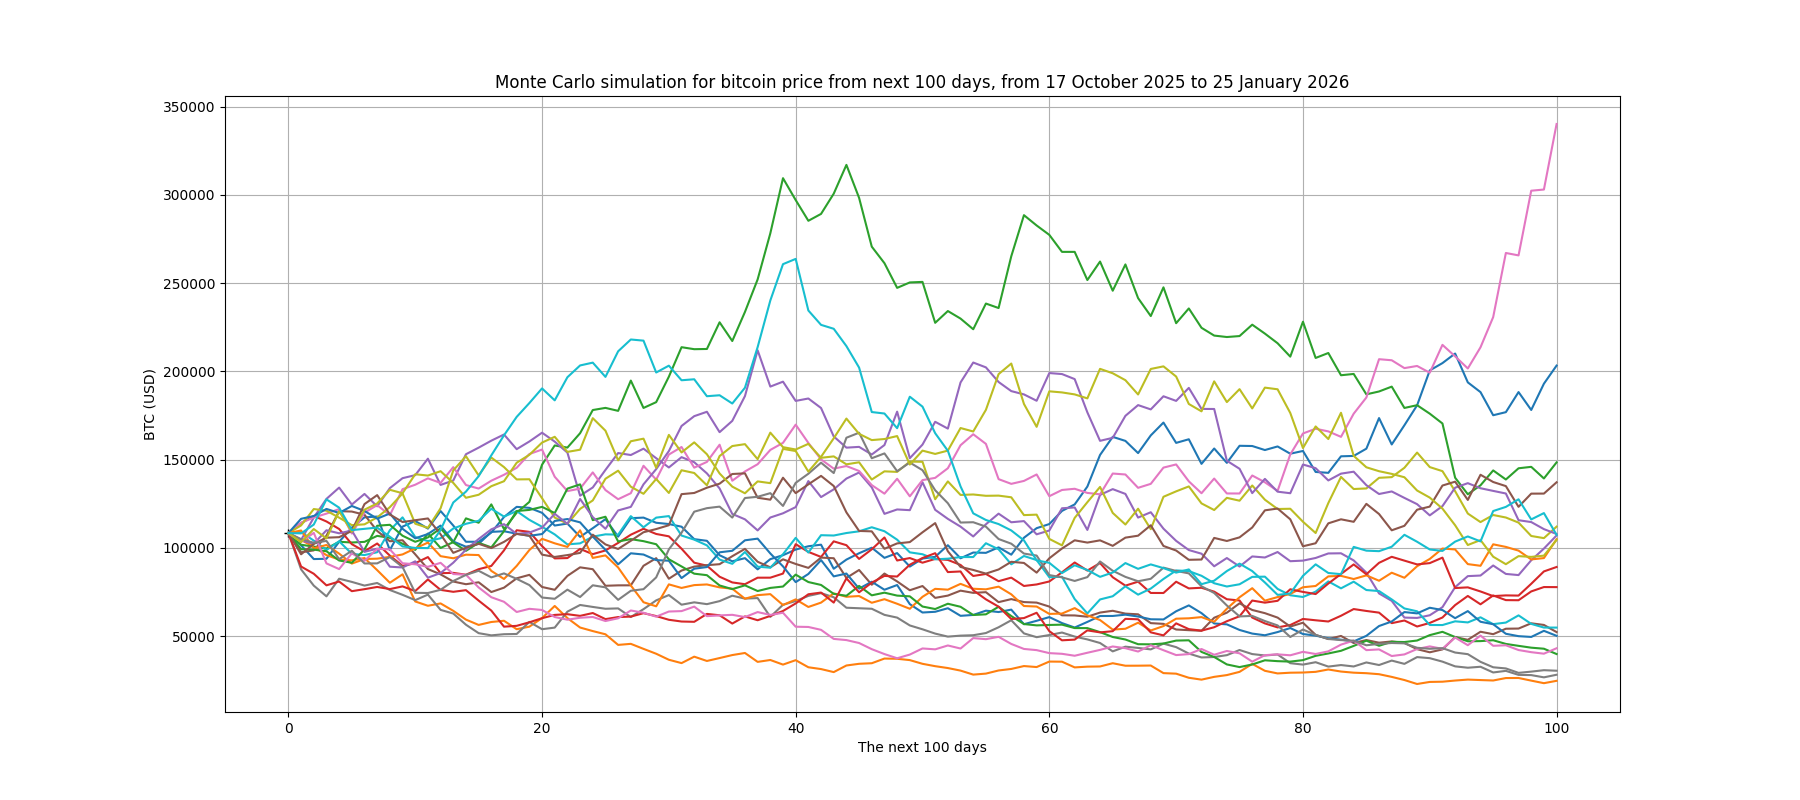 Monte Carlo simulation for bitcoin price from next 100 days, from 17 October 2025 to 25 January 2026
350000
300000
250000
200000
150000
100000
50000
BTC (USD)
0 20 40 60 80 100
The next 100 days